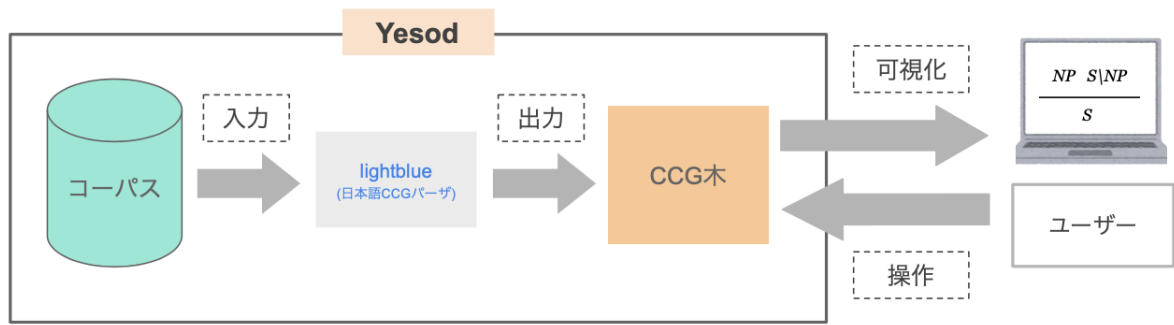 Yesod
コーパス
入力
lightblue
(日本語CCGパーザ)
出力
CCG木
可視化
NP S\NP
S
ユーザー
操作